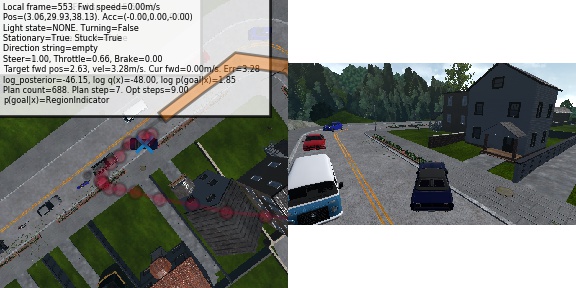 Local frame=553. Fwd speed=0.00m/s
Pos=(3.06,29.93,38.13). Acc=(-0.00,0.00,-0.00)
Light state=NONE. Turning=False
Stationary=True. Stuck=True
Direction string=empty
Steer=1.00, Throttle=0.66, Brake=0.00
Target fwd pos=2.63, vel=3.28m/s. Cur fwd=0.00m/s. Err=3.28
log_posterior=-46.15, log q(x)=-48.00, log p(goal|x)=1.85
Plan count=688. Plan step=7. Opt steps=9.00
p(goal|x)=RegionIndicator